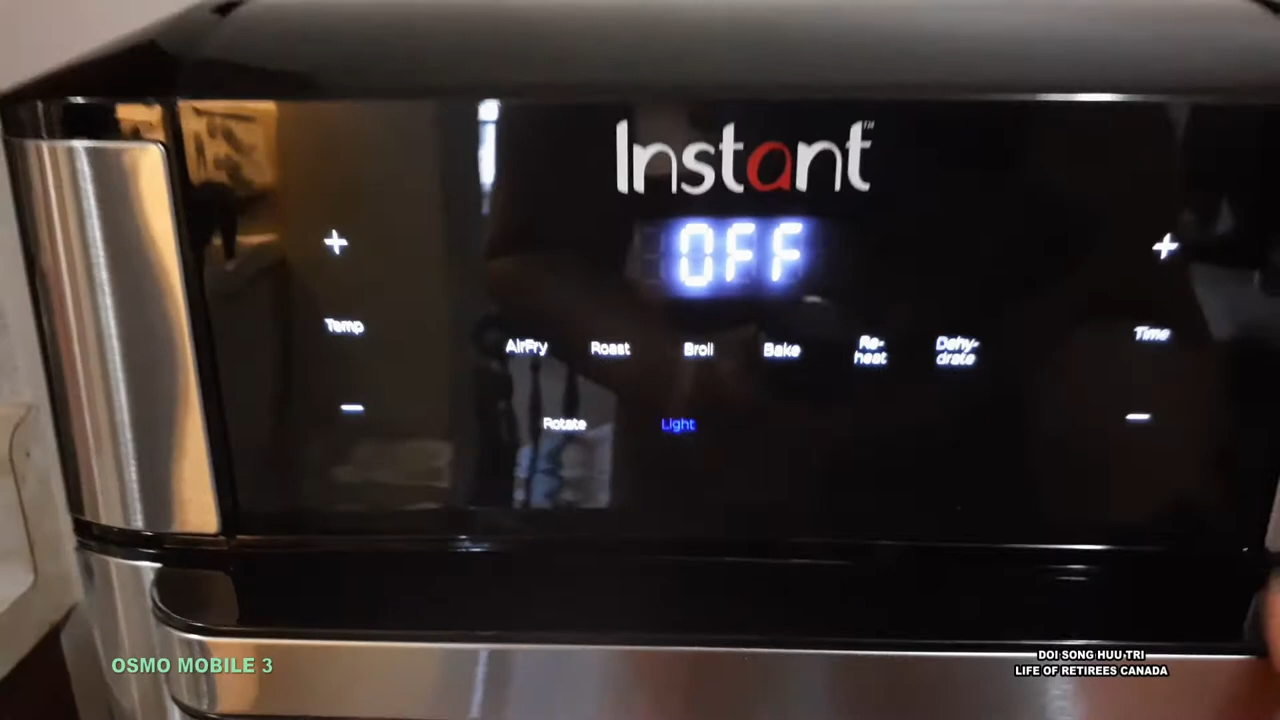 Instant™
OFF
+
+
Temp
Time
AirFry
Roast
Broil
Bake
Re-
heat
Dehy-
drate
−
−
Rotate
Light
OSMO MOBILE 3
DOI SONG HUU TRI
LIFE OF RETIREES CANADA